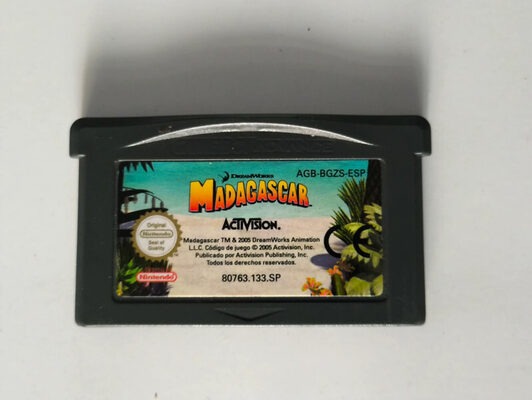 DREAMWORKS
AGB-BGZS-ESP
MADAGASCAR
ACTIVISION.
Original
Nintendo
Seal of
Quality
Madagascar TM & 2005 DreamWorks Animation
L.L.C. Código de juego © 2005 Activision, Inc.
Publicado por Activision Publishing, Inc.
Todos los derechos reservados.
CE
Nintendo
80763.133.SP